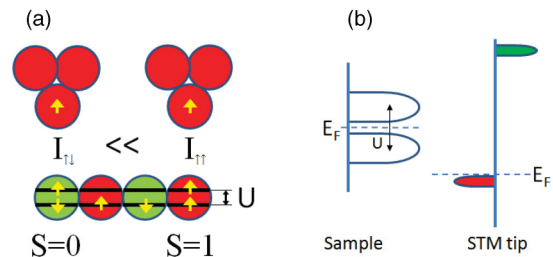 (a)
I↑↓ << I↑↑
U
S=0 S=1
(b)
E_F
U
E_F
Sample
STM tip